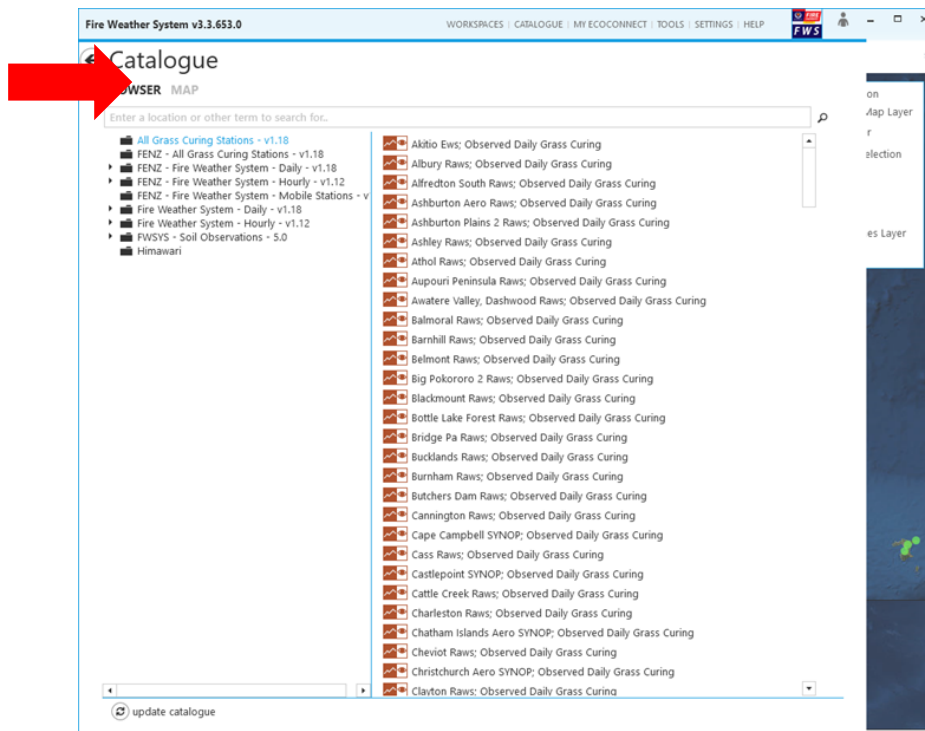 Fire Weather System v3.3.653.0
WORKSPACES | CATALOGUE | MY ECOCONNECT | TOOLS | SETTINGS | HELP
FIRE
FWS
Catalogue
OWSER MAP
Enter a location or other term to search for..
All Grass Curing Stations - v1.18
FENZ - All Grass Curing Stations - v1.18
FENZ - Fire Weather System - Daily - v1.18
FENZ - Fire Weather System - Hourly - v1.12
FENZ - Fire Weather System - Mobile Stations - v
Fire Weather System - Daily - v1.18
Fire Weather System - Hourly - v1.12
FWSYS - Soil Observations - 5.0
Himawari
Akitio Ews; Observed Daily Grass Curing
Albury Raws; Observed Daily Grass Curing
Alfredton South Raws; Observed Daily Grass Curing
Ashburton Aero Raws; Observed Daily Grass Curing
Ashburton Plains 2 Raws; Observed Daily Grass Curing
Ashley Raws; Observed Daily Grass Curing
Athol Raws; Observed Daily Grass Curing
Aupouri Peninsula Raws; Observed Daily Grass Curing
Awatere Valley, Dashwood Raws; Observed Daily Grass Curing
Balmoral Raws; Observed Daily Grass Curing
Barnhill Raws; Observed Daily Grass Curing
Belmont Raws; Observed Daily Grass Curing
Big Pokororo 2 Raws; Observed Daily Grass Curing
Blackmount Raws; Observed Daily Grass Curing
Bottle Lake Forest Raws; Observed Daily Grass Curing
Bridge Pa Raws; Observed Daily Grass Curing
Bucklands Raws; Observed Daily Grass Curing
Burnham Raws; Observed Daily Grass Curing
Butchers Dam Raws; Observed Daily Grass Curing
Cannington Raws; Observed Daily Grass Curing
Cape Campbell SYNOP; Observed Daily Grass Curing
Cass Raws; Observed Daily Grass Curing
Castlepoint SYNOP; Observed Daily Grass Curing
Cattle Creek Raws; Observed Daily Grass Curing
Charleston Raws; Observed Daily Grass Curing
Chatham Islands Aero SYNOP; Observed Daily Grass Curing
Cheviot Raws; Observed Daily Grass Curing
Christchurch Aero SYNOP; Observed Daily Grass Curing
Clayton Raws; Observed Daily Grass Curing
update catalogue
on
Map Layer
r
election
es Layer